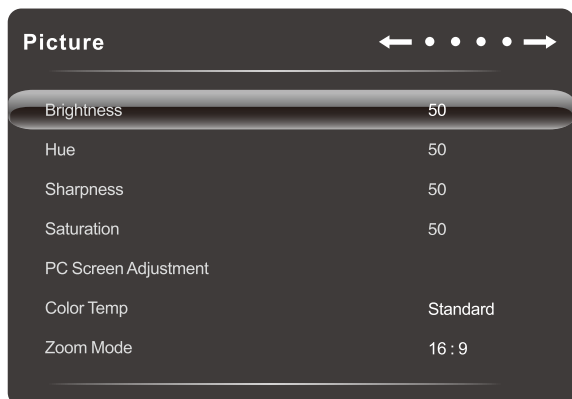 Picture
Brightness 50
Hue 50
Sharpness 50
Saturation 50
PC Screen Adjustment
Color Temp Standard
Zoom Mode 16 : 9